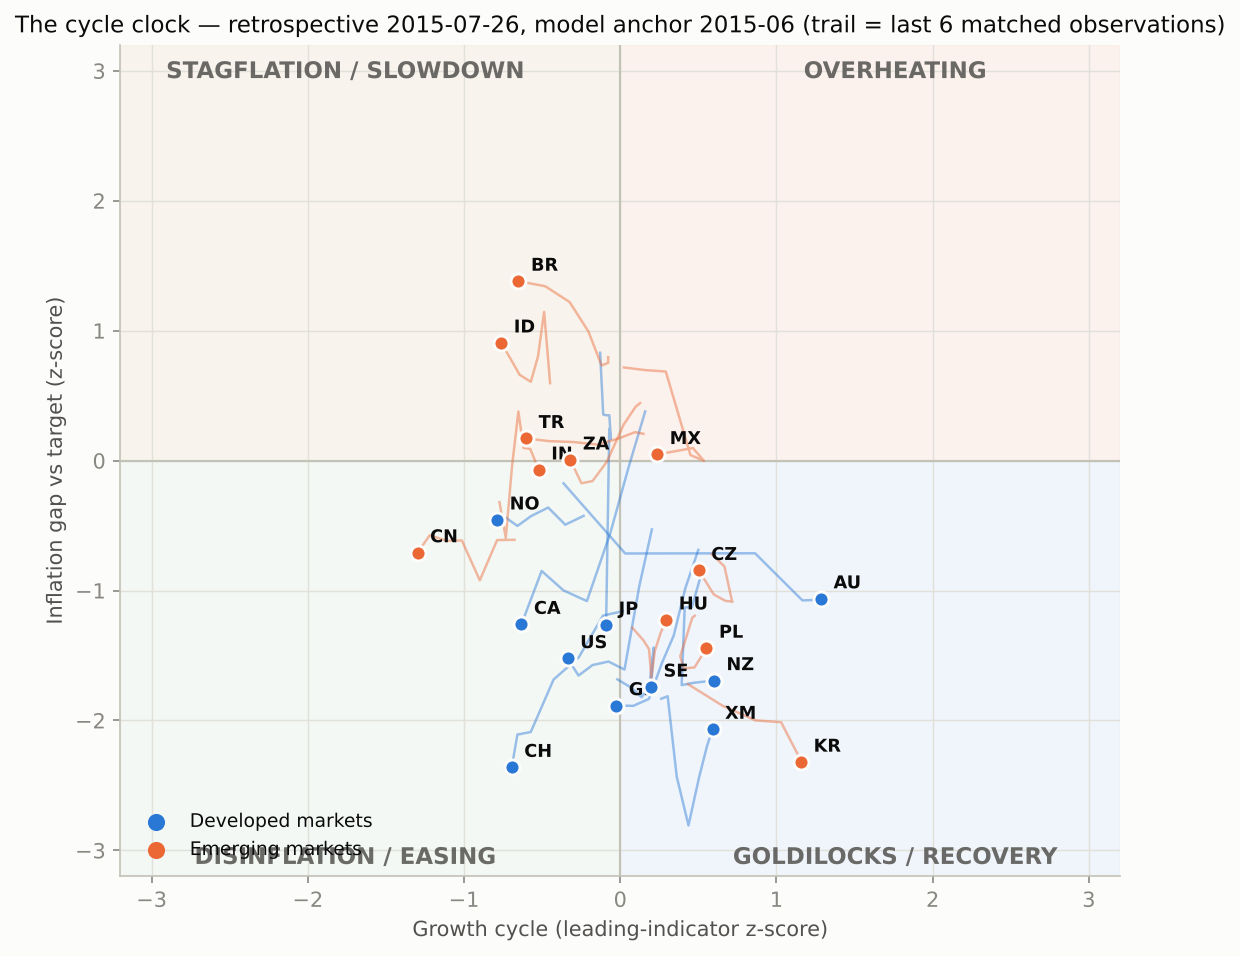 The cycle clock — retrospective 2015-07-26, model anchor 2015-06 (trail = last 6 matched observations)
STAGFLATION / SLOWDOWN
OVERHEATING
3
2
1
0
−1
−2
−3
Inflation gap vs target (z-score)
BR
ID
TR
IN
ZA
MX
NO
CN
CZ
AU
CA
JP
HU
US
PL
SE
NZ
G
XM
CH
KR
Developed markets
Emerging markets
DISINFLATION / EASING
GOLDILOCKS / RECOVERY
−3
−2
−1
0
1
2
3
Growth cycle (leading-indicator z-score)